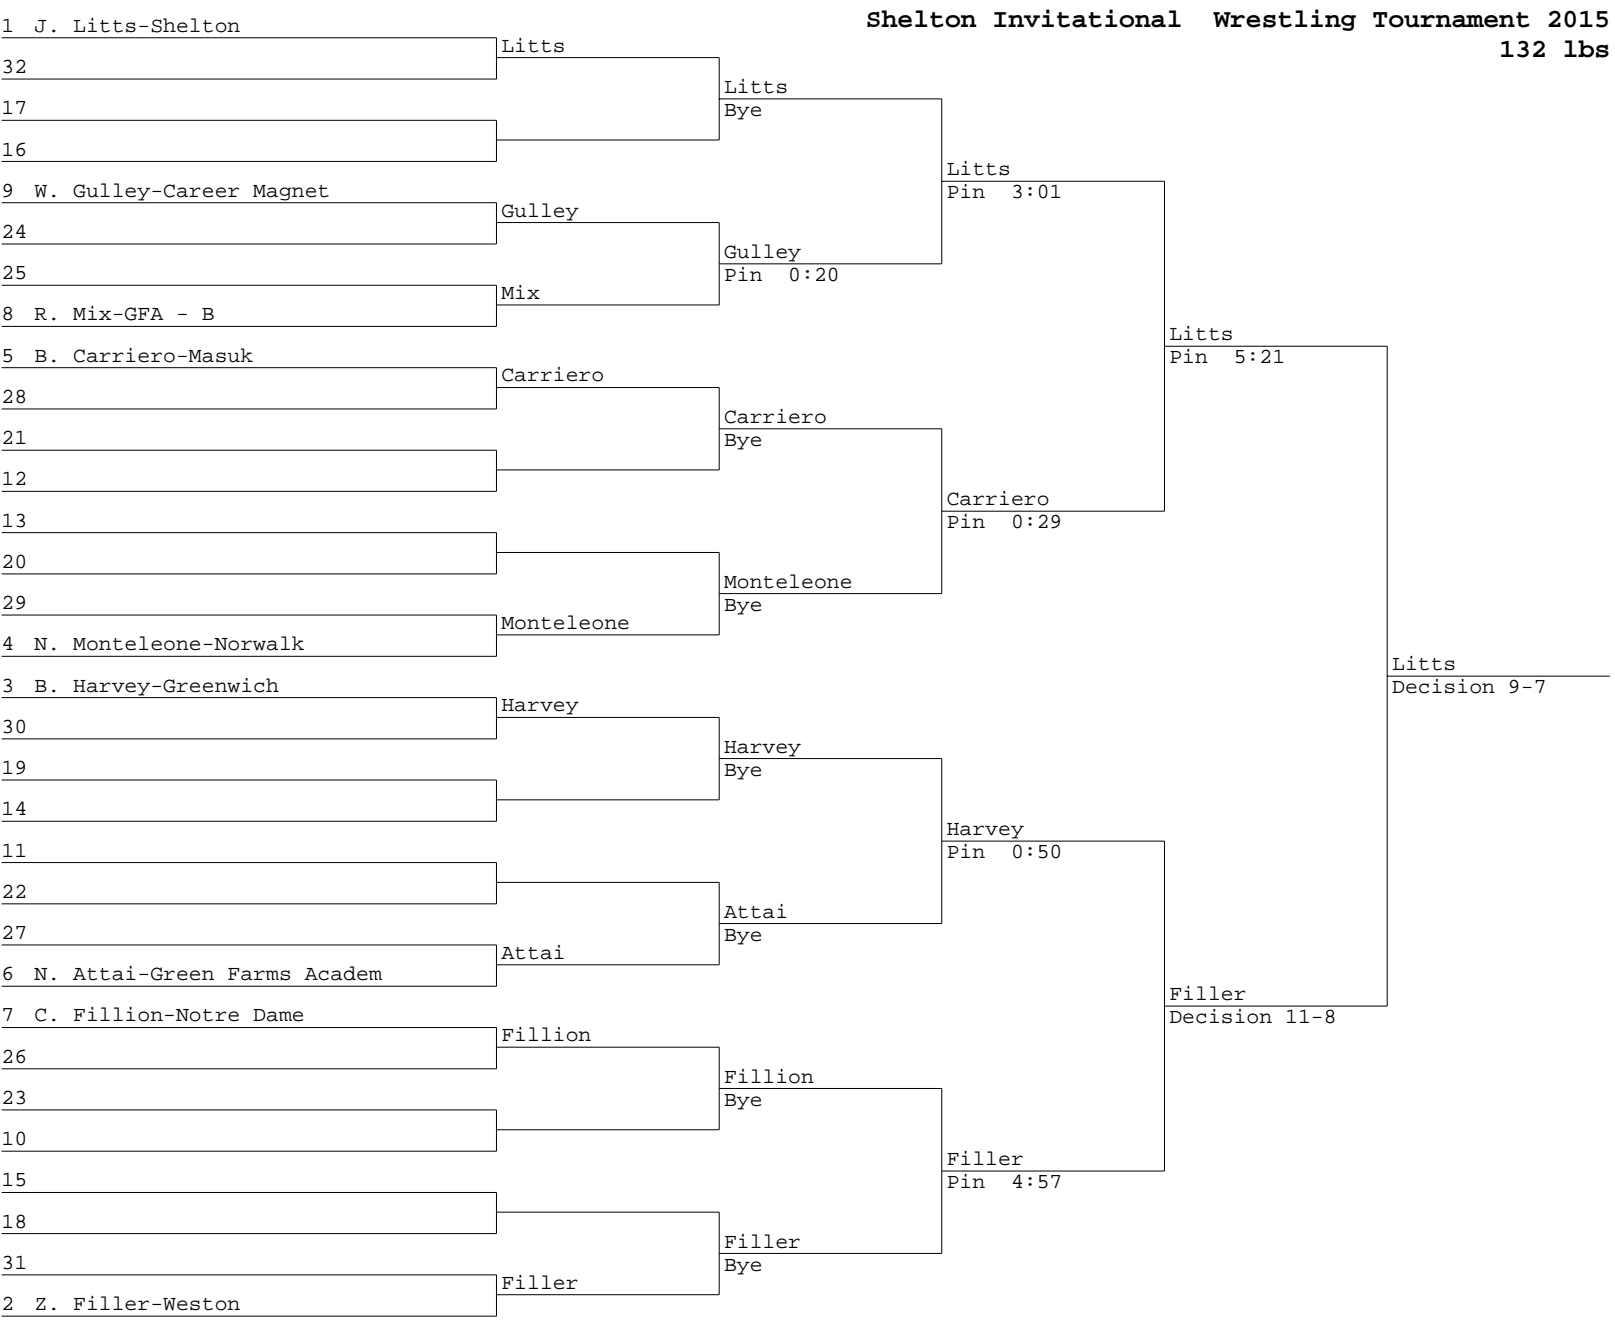 Shelton Invitational  Wrestling Tournament 2015
132 lbs
1 J. Litts-Shelton
32
17
16
9 W. Gulley-Career Magnet
24
25
8 R. Mix-GFA - B
5 B. Carriero-Masuk
28
21
12
13
20
29
4 N. Monteleone-Norwalk
3 B. Harvey-Greenwich
30
19
14
11
22
27
6 N. Attai-Green Farms Academ
7 C. Fillion-Notre Dame
26
23
10
15
18
31
2 Z. Filler-Weston
Litts
Gulley
Mix
Carriero
Monteleone
Harvey
Attai
Fillion
Filler
Litts
Bye
Gulley
Pin  0:20
Carriero
Bye
Monteleone
Bye
Harvey
Bye
Attai
Bye
Fillion
Bye
Filler
Bye
Litts
Pin  3:01
Carriero
Pin  0:29
Harvey
Pin  0:50
Filler
Pin  4:57
Litts
Pin  5:21
Filler
Decision 11-8
Litts
Decision 9-7